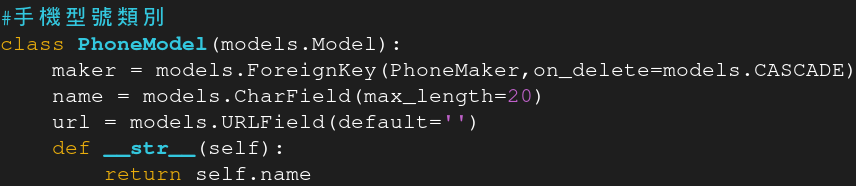 #手機型號類別
class PhoneModel(models.Model):
    maker = models.ForeignKey(PhoneMaker,on_delete=models.CASCADE)
    name = models.CharField(max_length=20)
    url = models.URLField(default='')
    def __str__(self):
        return self.name